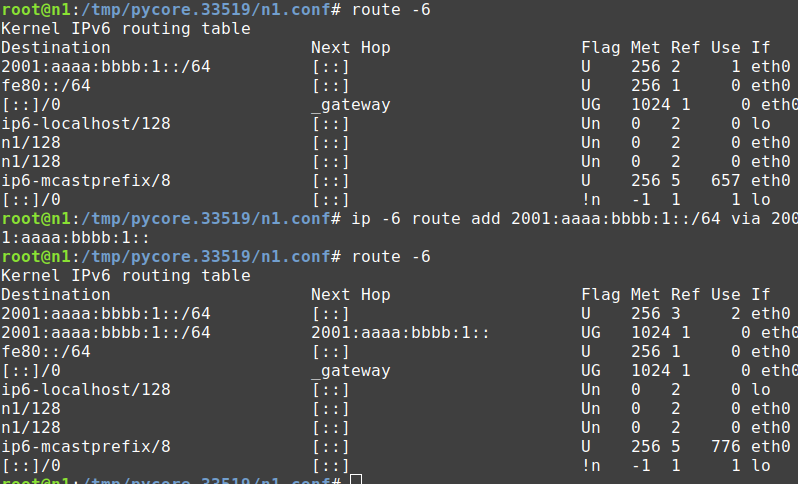 root@n1:/tmp/pycore.33519/n1.conf# route -6
Kernel IPv6 routing table
Destination                    Next Hop                   Flag Met Ref Use If
2001:aaaa:bbbb:1::/64          [::]                       U    256 2     1 eth0
fe80::/64                      [::]                       U    256 1     0 eth0
[::]/0                         _gateway                   UG   1024 1     0 eth0
ip6-localhost/128              [::]                       Un   0   2     0 lo
n1/128                         [::]                       Un   0   2     0 eth0
n1/128                         [::]                       Un   0   2     0 eth0
ip6-mcastprefix/8              [::]                       U    256 5   657 eth0
[::]/0                         [::]                       !n   -1  1     1 lo
root@n1:/tmp/pycore.33519/n1.conf# ip -6 route add 2001:aaaa:bbbb:1::/64 via 200
1:aaaa:bbbb:1::
root@n1:/tmp/pycore.33519/n1.conf# route -6
Kernel IPv6 routing table
Destination                    Next Hop                   Flag Met Ref Use If
2001:aaaa:bbbb:1::/64          [::]                       U    256 3     2 eth0
2001:aaaa:bbbb:1::/64          2001:aaaa:bbbb:1::         UG   1024 1     0 eth0
fe80::/64                      [::]                       U    256 1     0 eth0
[::]/0                         _gateway                   UG   1024 1     0 eth0
ip6-localhost/128              [::]                       Un   0   2     0 lo
n1/128                         [::]                       Un   0   2     0 eth0
n1/128                         [::]                       Un   0   2     0 eth0
ip6-mcastprefix/8              [::]                       U    256 5   776 eth0
[::]/0                         [::]                       !n   -1  1     1 lo
root@n1:/tmp/pycore.33519/n1.conf#